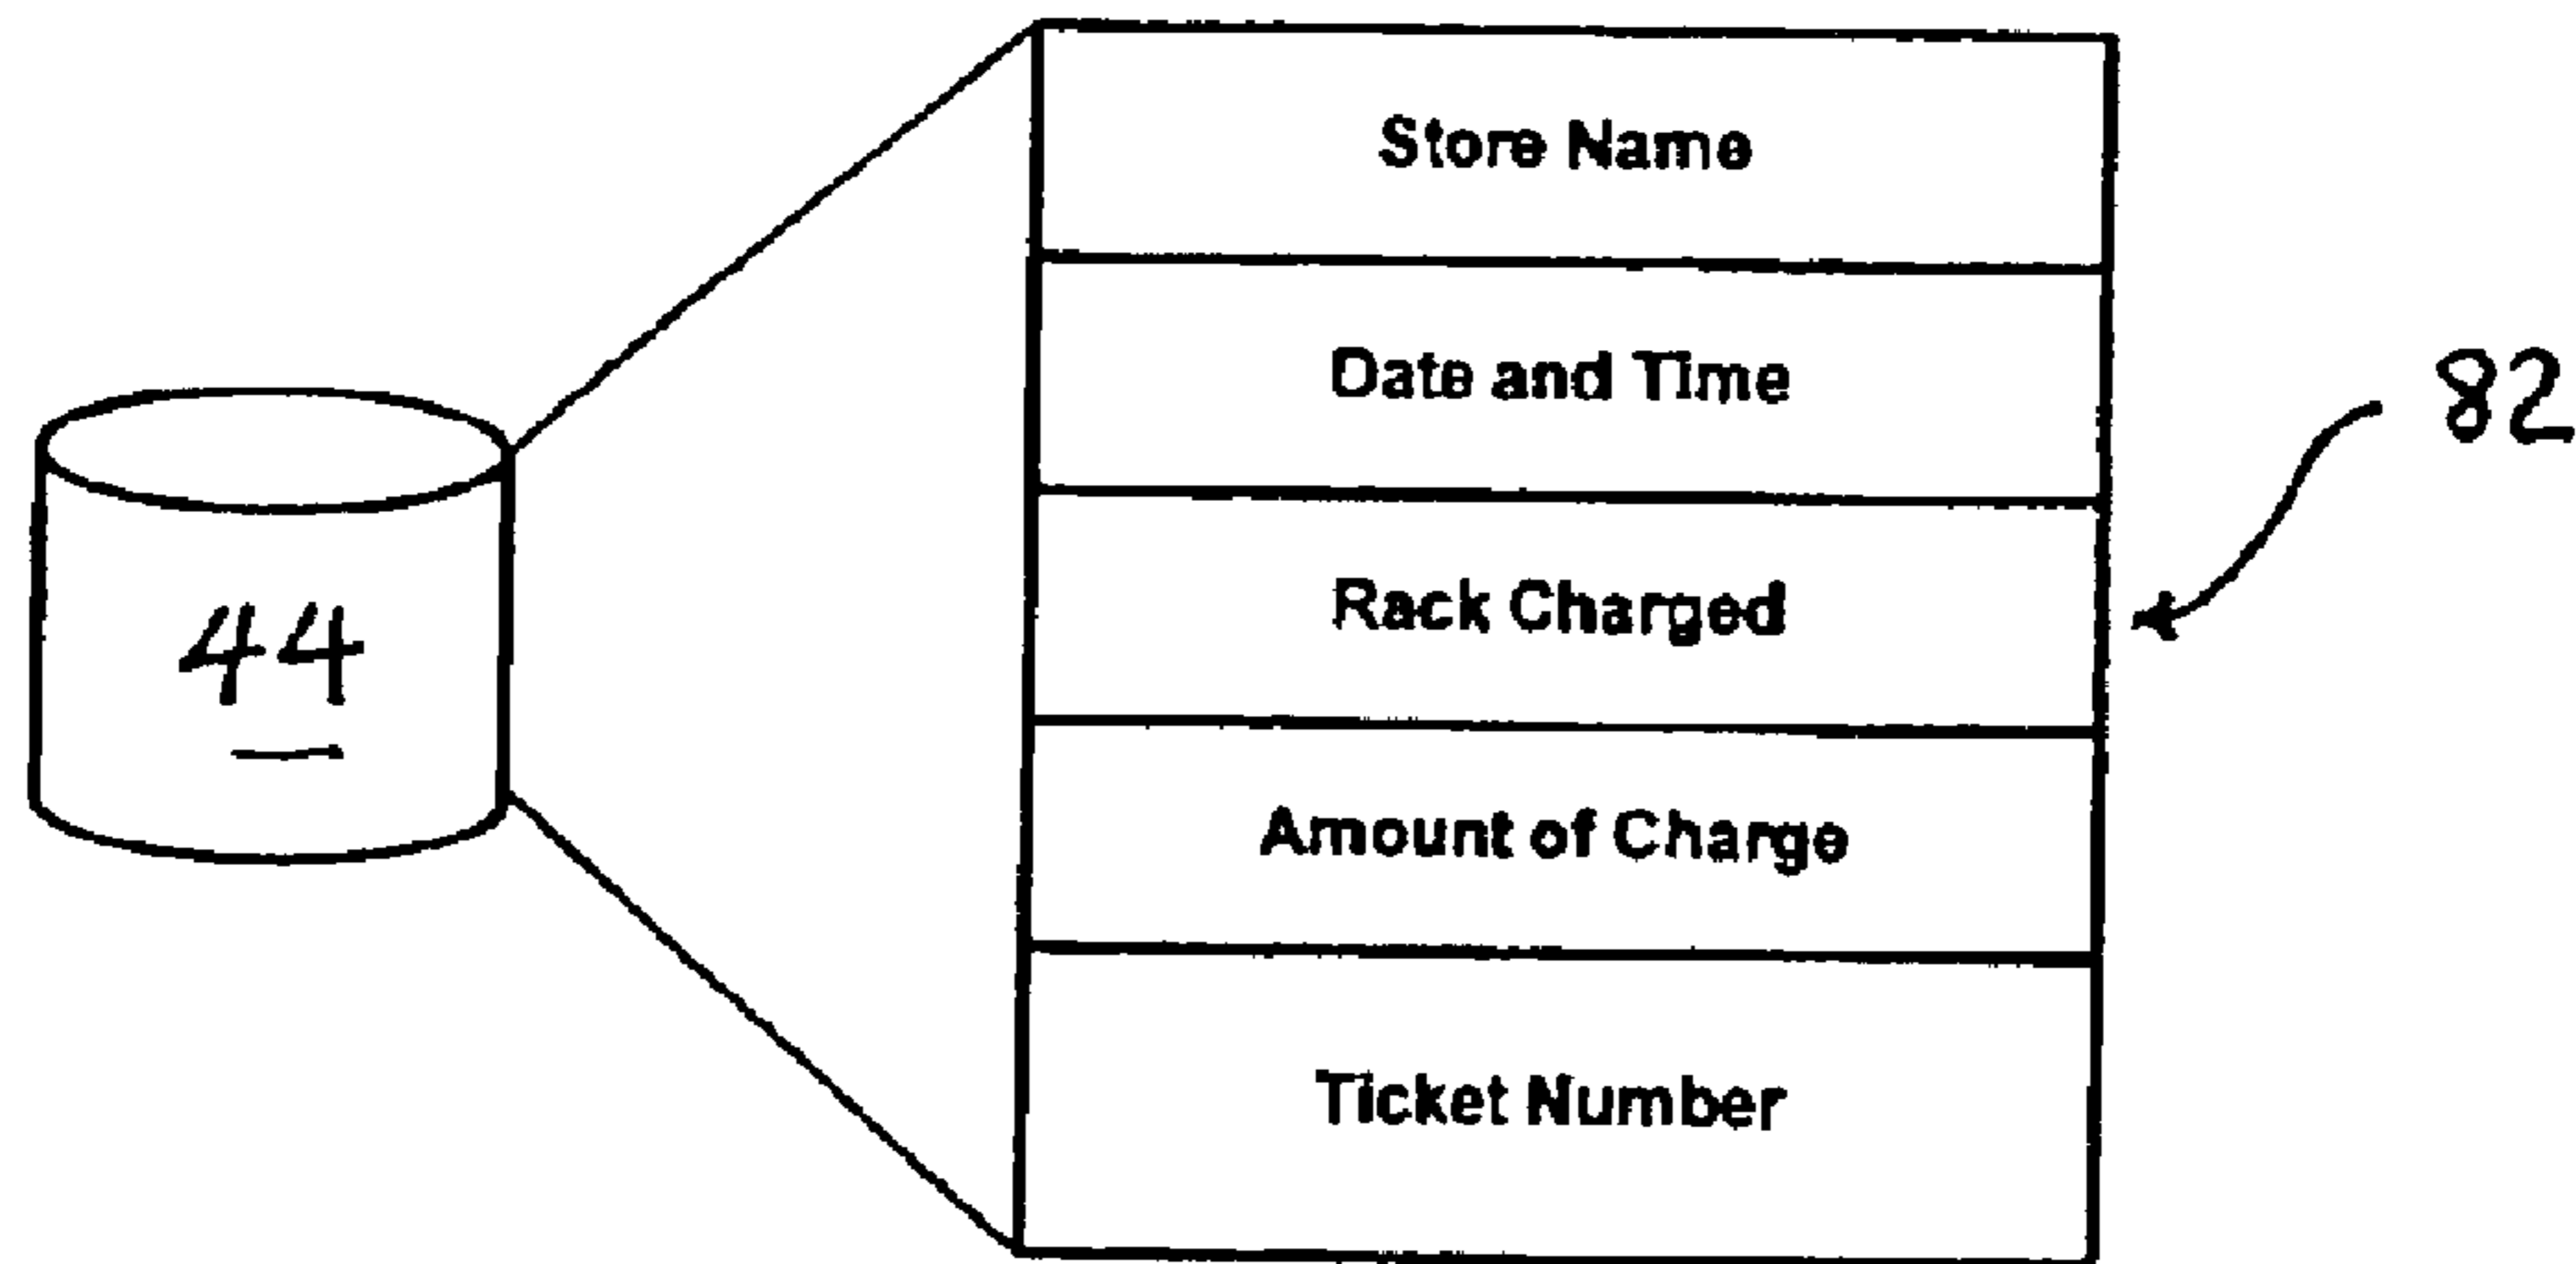 Store Name
Date and Time
82
Rack Charged
44
Amount of Charge
Ticket Number